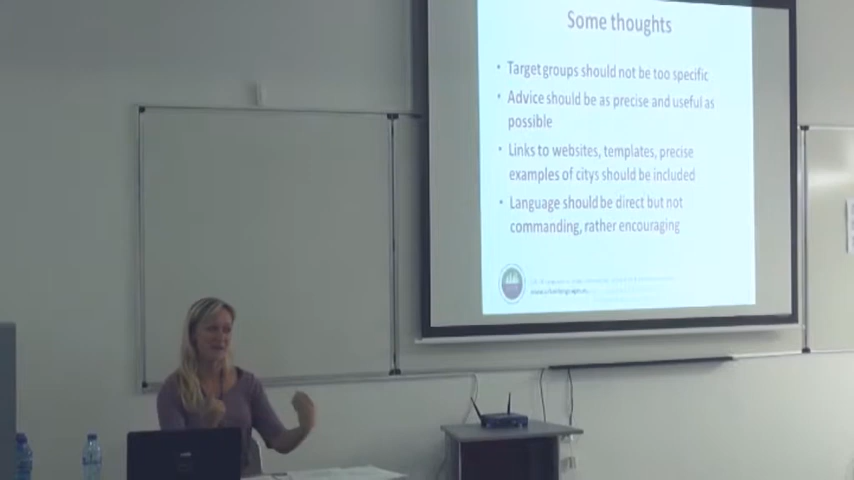 Some thoughts
• Target groups should not be too specific
• Advice should be as precise and useful as
possible
• Links to websites, templates, precise
examples of citys should be included
• Language should be direct but not
commanding, rather encouraging